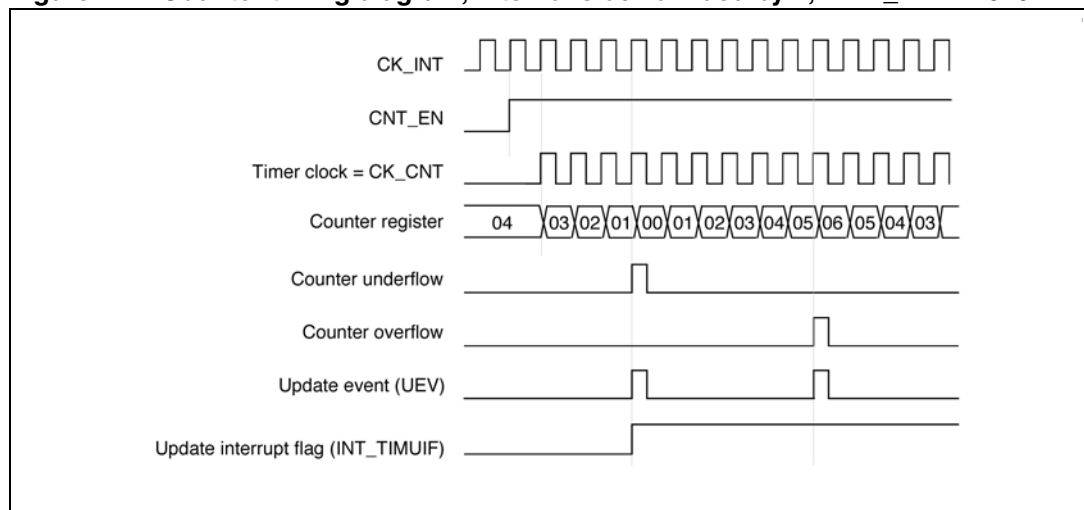 CK_INT
CNT_EN
Timer clock = CK_CNT
Counter register 04 03 02 01 00 01 02 03 04 05 06 05 04 03
Counter underflow
Counter overflow
Update event (UEV)
Update interrupt flag (INT_TIMUIF)